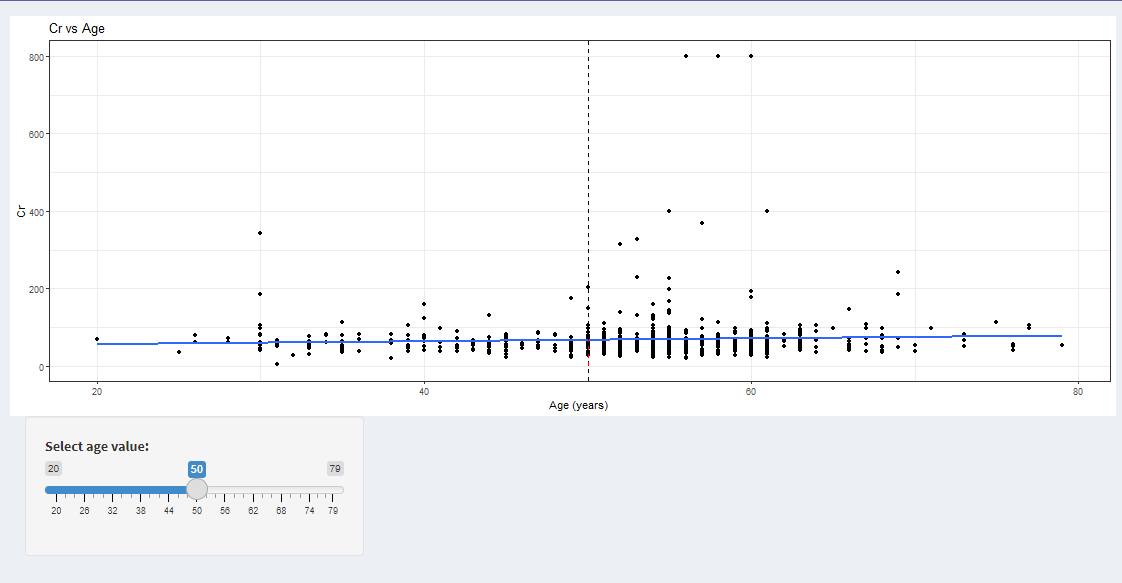 Cr vs Age
800
600
400
200
0
Cr
20 40 60 80
Age (years)
Select age value:
20 50 79
20 26 32 38 44 50 56 62 68 74 79